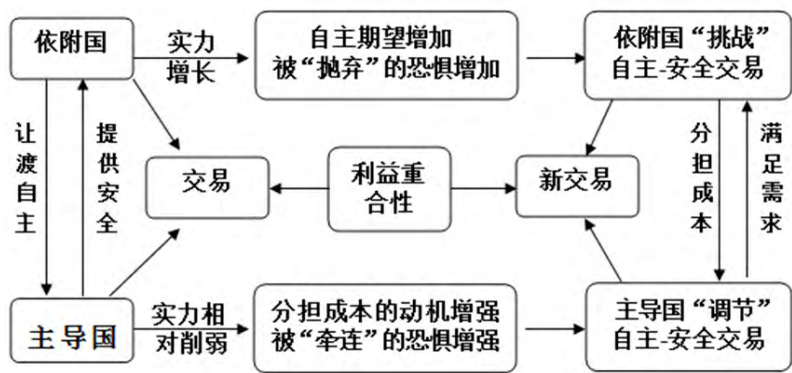 依附国
实力
增长
自主期望增加
被“抛弃”的恐惧增加
依附国“挑战”
自主-安全交易
让渡自主
提供安全
交易
利益重
合性
新交易
分担成本
满足需求
主导国
实力相
对削弱
分担成本的动机增强
被“牵连”的恐惧增强
主导国“调节”
自主-安全交易